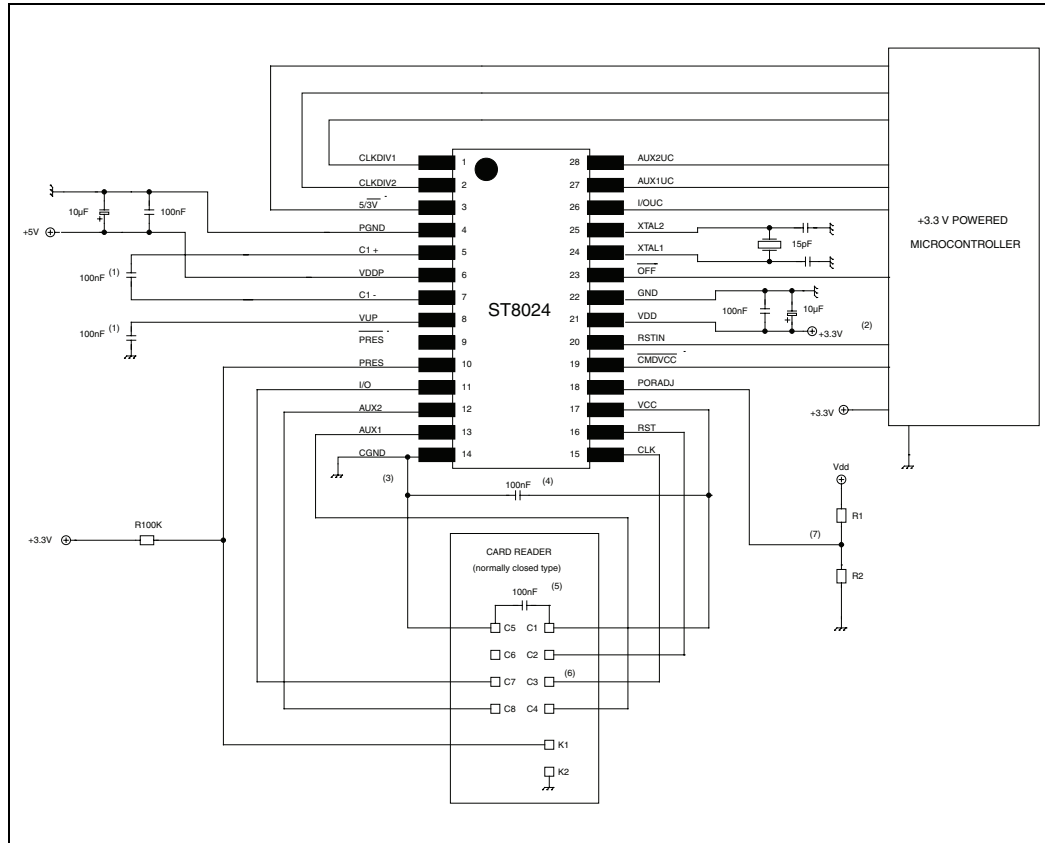 +3.3 V POWERED
MICROCONTROLLER
ST8024
CLKDIV1 1
CLKDIV2 2
5/3V 3
PGND 4
C1 + 5
VDDP 6
C1 - 7
VUP 8
PRES 9
PRES 10
I/O 11
AUX2 12
AUX1 13
CGND 14
28 AUX2UC
27 AUX1UC
26 I/OUC
25 XTAL2
24 XTAL1
23 OFF
22 GND
21 VDD
20 RSTIN
19 CMDVCC
18 PORADJ
17 VCC
16 RST
15 CLK
10µF
+
100nF
+5V
100nF (1)
100nF (1)
15pF
100nF
10µF
+
+3.3V (2)
+3.3V
(3)
100nF (4)
Vdd
R1
(7)
R2
+3.3V
R100K
CARD READER
(normally closed type)
100nF (5)
C5 C1
C6 C2
C7 C3 (6)
C8 C4
K1
K2